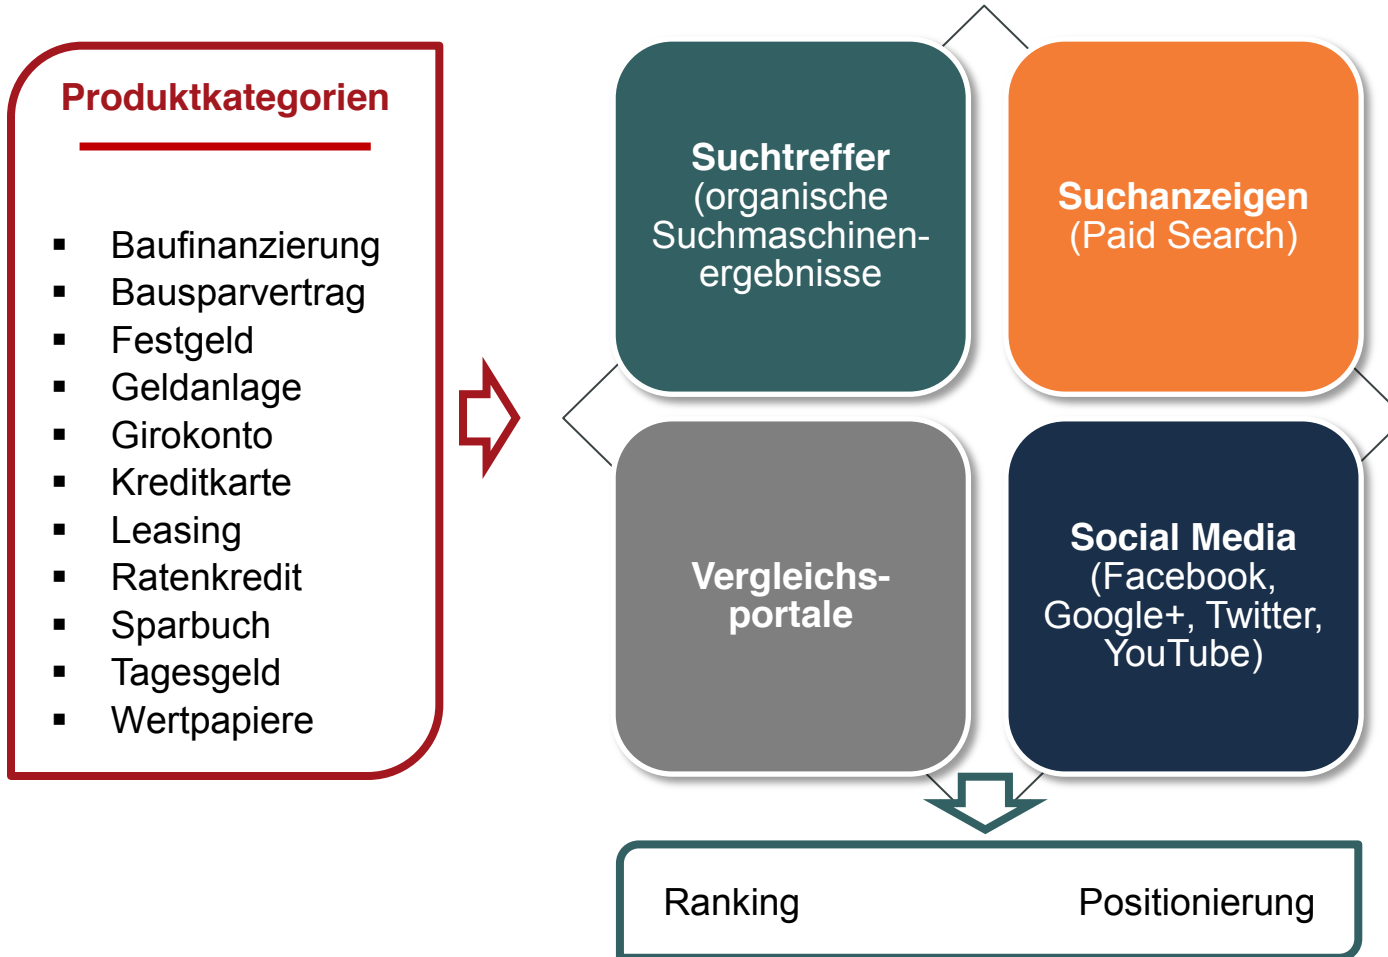 Produktkategorien
Baufinanzierung
Bausparvertrag
Festgeld
Geldanlage
Girokonto
Kreditkarte
Leasing
Ratenkredit
Sparbuch
Tagesgeld
Wertpapiere
Suchtreffer
(organische
Suchmaschinen-
ergebnisse
Suchanzeigen
(Paid Search)
Vergleichs-
portale
Social Media
(Facebook,
Google+, Twitter,
YouTube)
Ranking
Positionierung